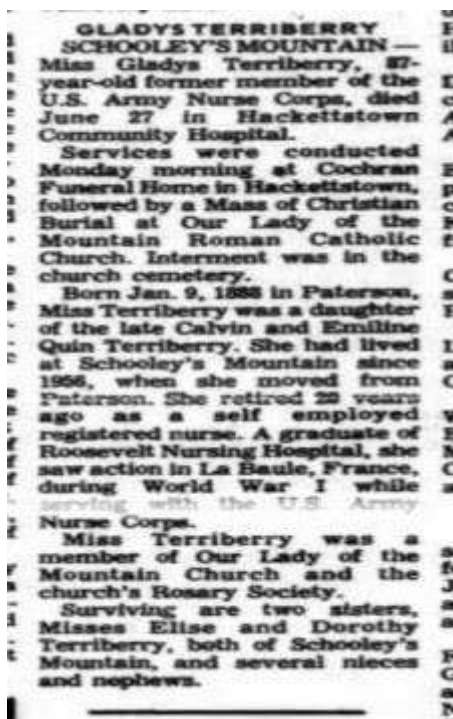 GLADYS TERRIBERRY
SCHOOLEY'S MOUNTAIN —
Miss Gladys Terriberry, 87-
year-old former member of the
U.S. Army Nurse Corps, died
June 27 in Hackettstown
Community Hospital.
Services were conducted
Monday morning at Cochran
Funeral Home in Hackettstown,
followed by a Mass of Christian
Burial at Our Lady of the
Mountain Roman Catholic
Church. Interment was in the
church cemetery.
Born Jan. 9, 1888 in Paterson,
Miss Terriberry was a daughter
of the late Calvin and Emiline
Quin Terriberry. She had lived
at Schooley's Mountain since
1956, when she moved from
Paterson. She retired 20 years
ago as a self employed
registered nurse. A graduate of
Roosevelt Nursing Hospital, she
saw action in La Baule, France,
during World War I while
serving with the U.S. Army
Nurse Corps.
Miss Terriberry was a
member of Our Lady of the
Mountain Church and the
church's Rosary Society.
Surviving are two sisters,
Misses Elise and Dorothy
Terriberry, both of Schooley's
Mountain, and several nieces
and nephews.